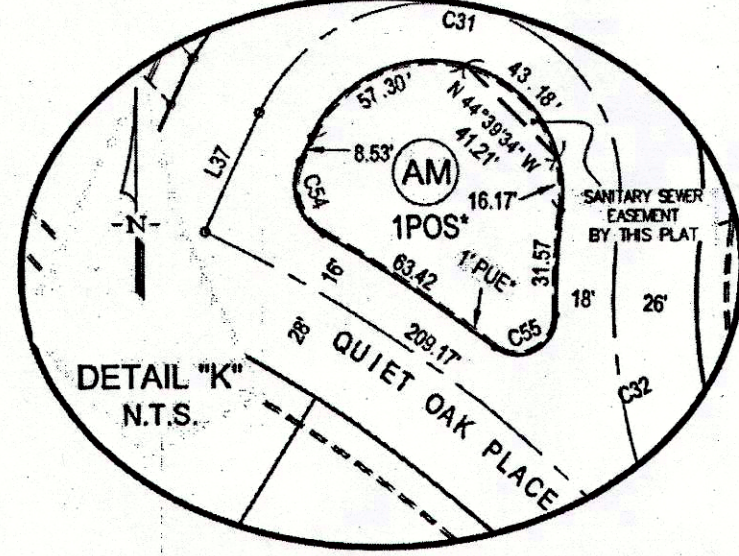 C31
57.30'
43.18'
N 44°39'34" W
41.21'
L37
8.53'
AM
16.17'
C54
1POS*
SANITARY SEWER
EASEMENT
BY THIS PLAT
-N-
63.42
1' PUE*
31.57
16'
18'
26'
28'
209.17'
C55
QUIET OAK PLACE
C32
DETAIL "K"
N.T.S.